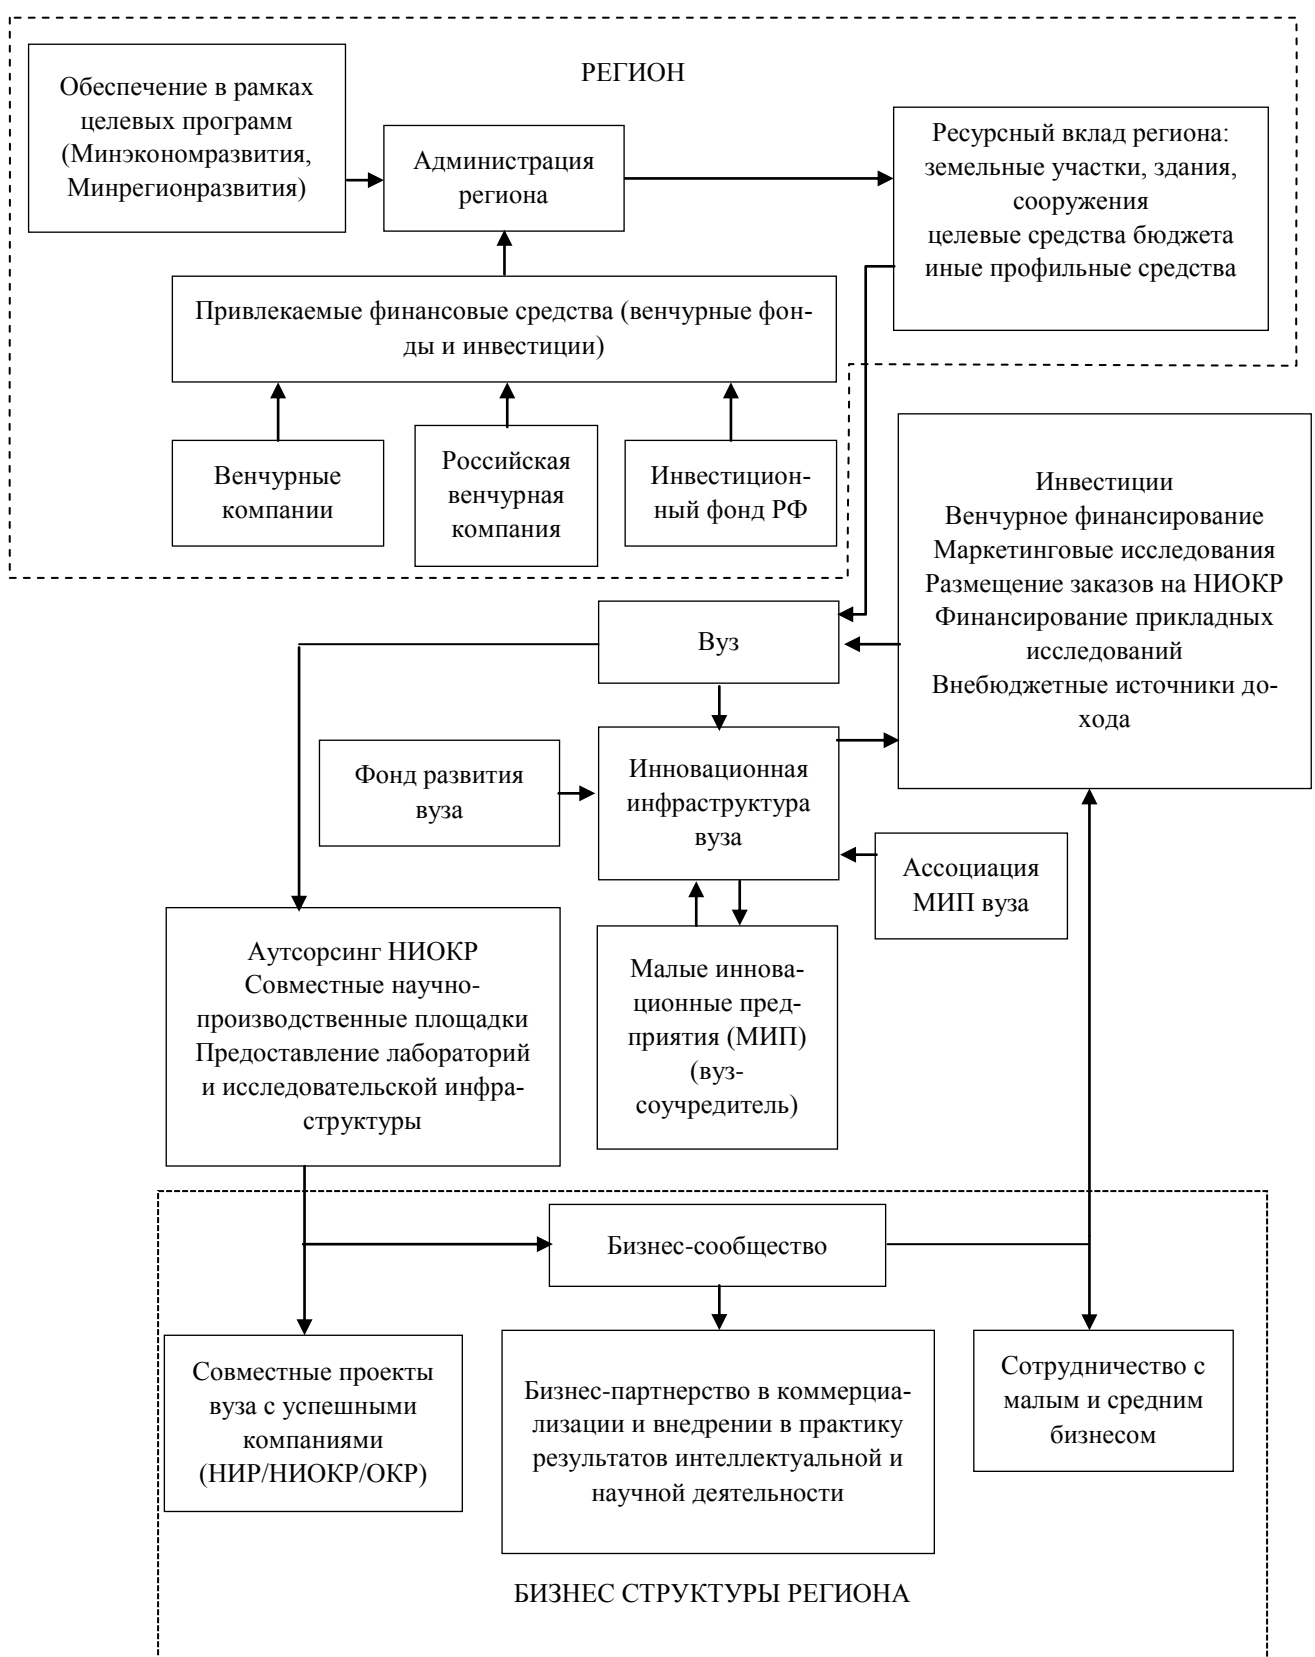 РЕГИОН
Обеспечение в рамках
целевых программ
(Минэкономразвития,
Минрегионразвития)
Администрация
региона
Ресурсный вклад региона:
земельные участки, здания,
сооружения
целевые средства бюджета
иные профильные средства
Привлекаемые финансовые средства (венчурные фон-
ды и инвестиции)
Венчурные
компании
Российская
венчурная
компания
Инвестицион-
ный фонд РФ
Инвестиции
Венчурное финансирование
Маркетинговые исследования
Размещение заказов на НИОКР
Финансирование прикладных
исследований
Внебюджетные источники до-
хода
Вуз
Фонд развития
вуза
Инновационная
инфраструктура
вуза
Ассоциация
МИП вуза
Аутсорсинг НИОКР
Совместные научно-
производственные площадки
Предоставление лабораторий
и исследовательской инфра-
структуры
Малые иннова-
ционные пред-
приятия (МИП)
(вуз-
соучредитель)
Бизнес-сообщество
Совместные проекты
вуза с успешными
компаниями
(НИР/НИОКР/ОКР)
Бизнес-партнерство в коммерциа-
лизации и внедрении в практику
результатов интеллектуальной и
научной деятельности
Сотрудничество с
малым и средним
бизнесом
БИЗНЕС СТРУКТУРЫ РЕГИОНА